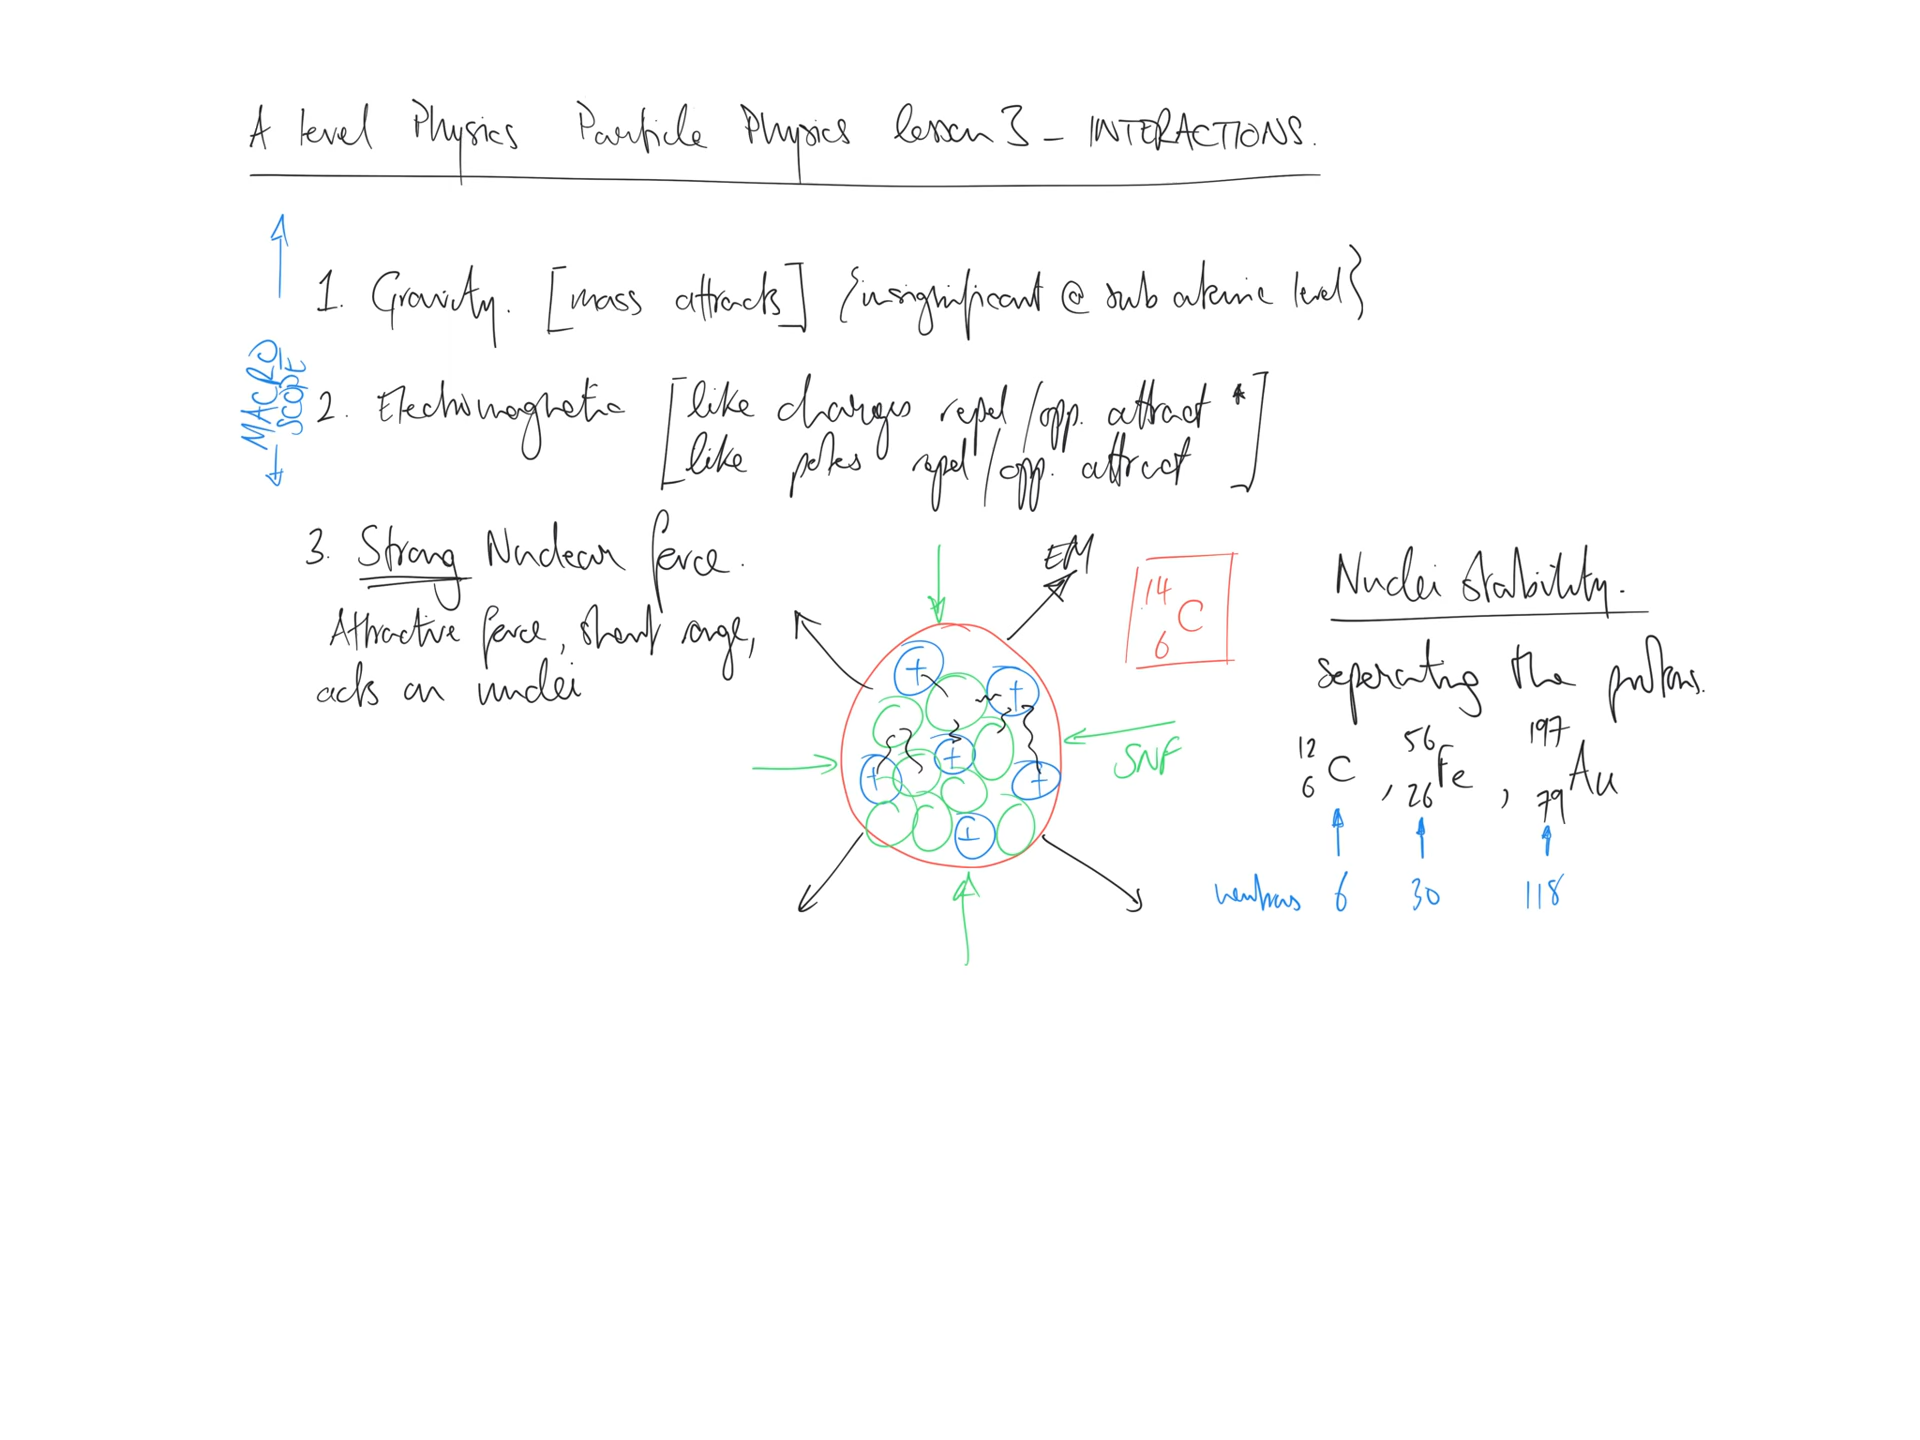 A level Physics Particle Physics lesson 3 - INTERACTIONS.
MACRO
SCOPE
1. Gravity. [mass attracts] {insignificant @ sub atomic level}
2. Electromagnetic [like charges repel/opp. attract *
like poles repel/opp. attract]
3. Strong Nuclear force.
Attractive force, short range,
acts on nuclei
EM
SNF
+
+
+
+
+
+
14
6 C
Nuclei stability.
seperating the protons.
12 6 C, 56 26 Fe, 197 79 Au
neutrons 6 30 118